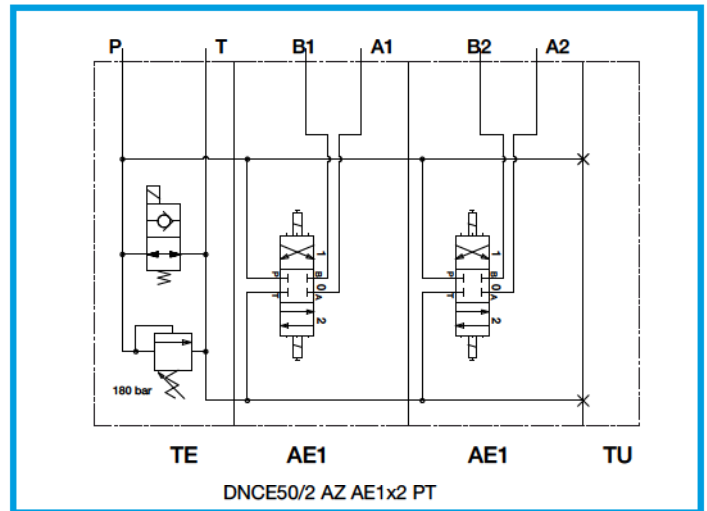 P T B1 A1 B2 A2
1
P B
0
T A
2
1
P B
0
T A
2
180 bar
TE AE1 AE1 TU
DNCE50/2 AZ AE1x2 PT